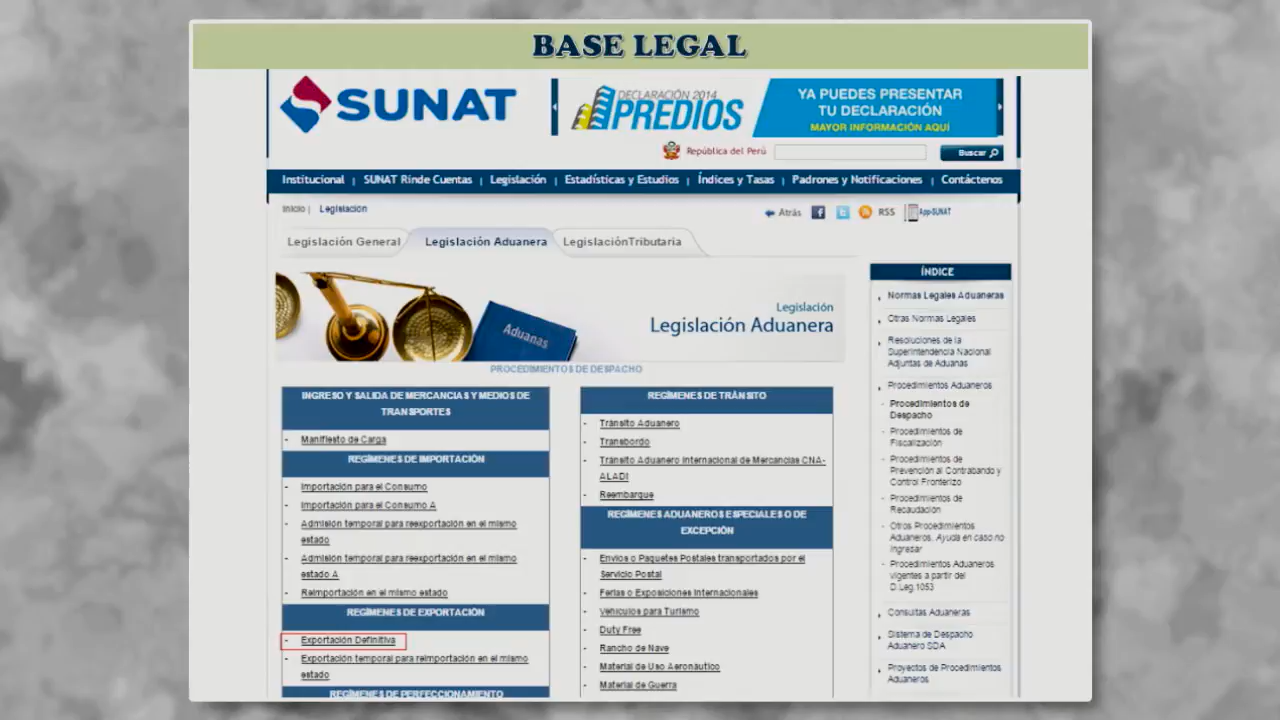 BASE LEGAL
SUNAT
DECLARACIÓN 2014
PREDIOS
YA PUEDES PRESENTAR
TU DECLARACIÓN
MAYOR INFORMACIÓN AQUÍ
República del Perú
Buscar
Institucional | SUNAT Rinde Cuentas | Legislación | Estadísticas y Estudios | Índices y Tasas | Padrones y Notificaciones | Contáctenos
Inicio | Legislación
Atrás
RSS
App-SUNAT
Legislación General
Legislación Aduanera
LegislaciónTributaria
Aduanas
Legislación
Legislación Aduanera
PROCEDIMIENTOS DE DESPACHO
INGRESO Y SALIDA DE MERCANCIAS Y MEDIOS DE
TRANSPORTES
- Manifiesto de Carga
REGÍMENES DE IMPORTACIÓN
- Importación para el Consumo
- Importación para el Consumo A
- Admisión temporal para reexportación en el mismo
estado
- Admisión temporal para reexportación en el mismo
estado A
- Reimportación en el mismo estado
REGÍMENES DE EXPORTACIÓN
- Exportación Definitiva
- Exportación temporal para reimportación en el mismo
estado
REGÍMENES DE PERFECCIONAMIENTO
REGÍMENES DE TRÁNSITO
- Tránsito Aduanero
- Transbordo
- Tránsito Aduanero Internacional de Mercancias CNA-
ALADI
- Reembarque
REGÍMENES ADUANEROS ESPECIALES O DE
EXCEPCIÓN
- Envíos o Paquetes Postales transportados por el
Servicio Postal
- Ferias o Exposiciones Internacionales
- Vehículos para Turismo
- Duty Free
- Rancho de Nave
- Material de Uso Aeronáutico
- Material de Guerra
ÍNDICE
Normas Legales Aduaneras
Otras Normas Legales
Resoluciones de la
Superintendencia Nacional
Adjuntas de Aduanas
Procedimientos Aduaneros
- Procedimientos de
Despacho
- Procedimientos de
Fiscalización
- Procedimientos de
Prevención al Contrabando y
Control Fronterizo
- Procedimientos de
Recaudación
- Otros Procedimientos
Aduaneros. Ayuda en caso no
ingresar
- Procedimientos Aduaneros
vigentes a partir del
D.Leg.1053
Consultas Aduaneras
Sistema de Despacho
Aduanero SDA
Proyectos de Procedimientos
Aduaneros